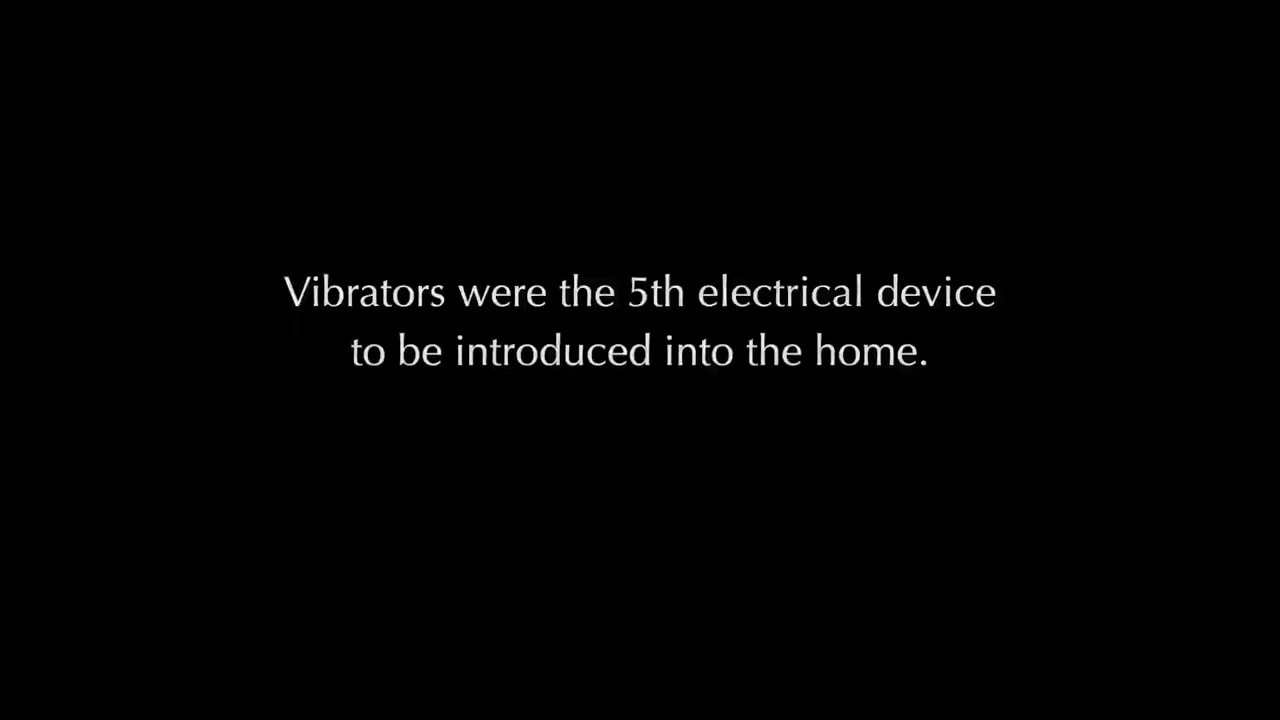 Vibrators were the 5th electrical device
to be introduced into the home.